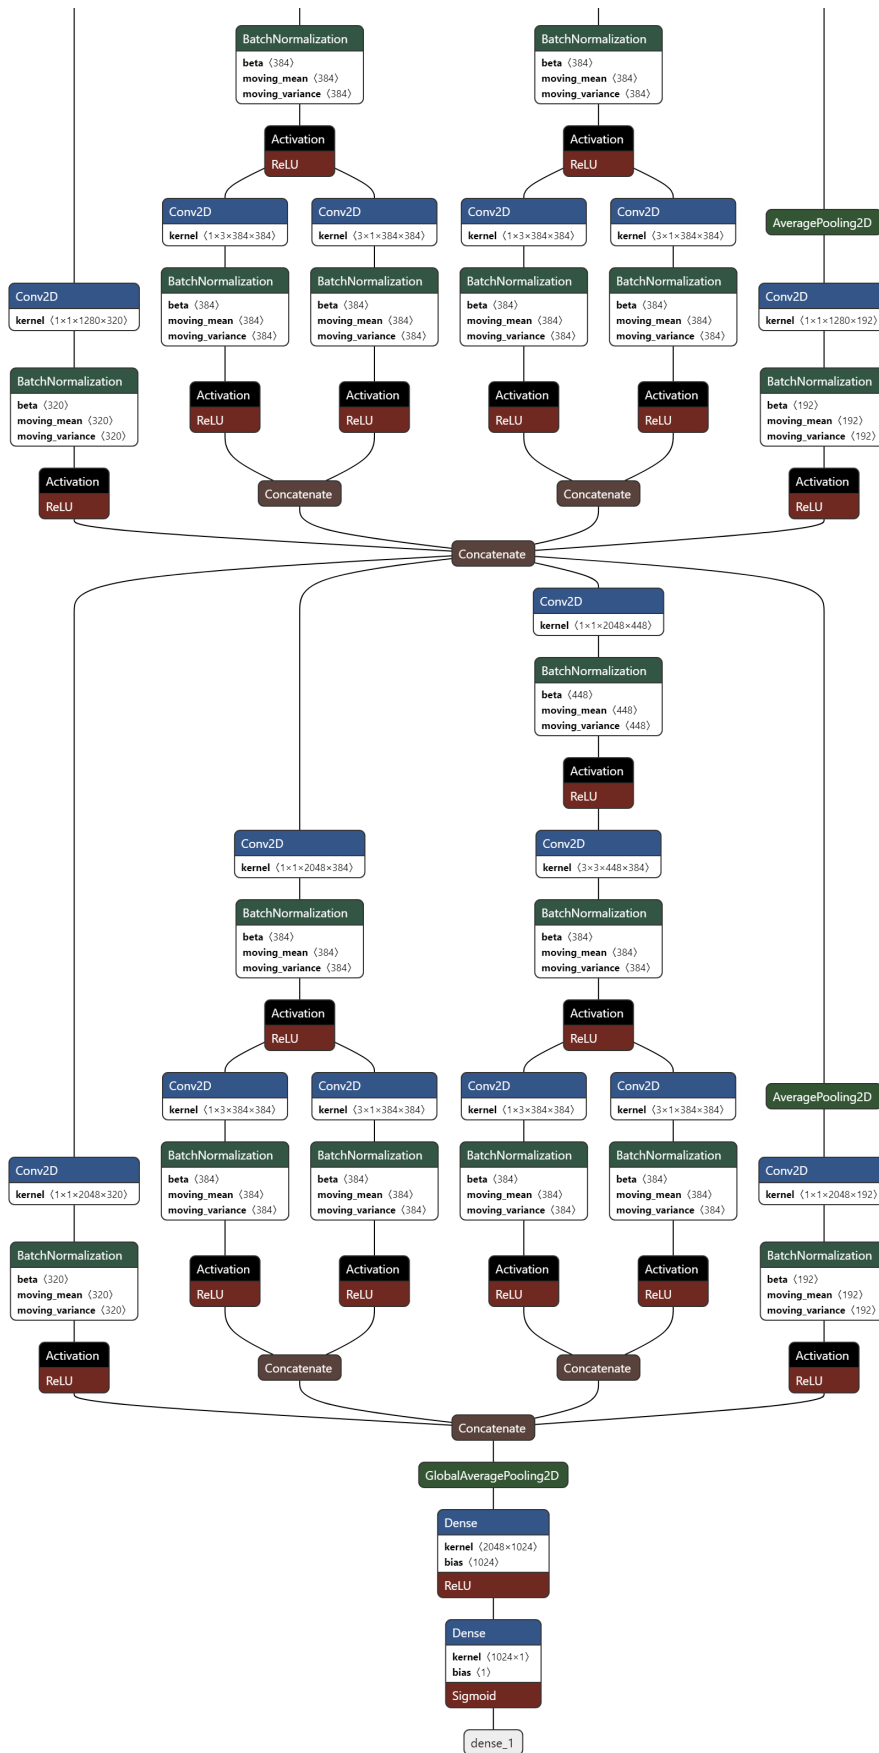 BatchNormalization
beta 〈384〉
moving_mean 〈384〉
moving_variance 〈384〉
BatchNormalization
beta 〈384〉
moving_mean 〈384〉
moving_variance 〈384〉
Activation
ReLU
Activation
ReLU
Conv2D
kernel 〈1×3×384×384〉
Conv2D
kernel 〈3×1×384×384〉
Conv2D
kernel 〈1×3×384×384〉
Conv2D
kernel 〈3×1×384×384〉
AveragePooling2D
Conv2D
kernel 〈1×1×1280×320〉
BatchNormalization
beta 〈384〉
moving_mean 〈384〉
moving_variance 〈384〉
BatchNormalization
beta 〈384〉
moving_mean 〈384〉
moving_variance 〈384〉
BatchNormalization
beta 〈384〉
moving_mean 〈384〉
moving_variance 〈384〉
BatchNormalization
beta 〈384〉
moving_mean 〈384〉
moving_variance 〈384〉
Conv2D
kernel 〈1×1×1280×192〉
BatchNormalization
beta 〈320〉
moving_mean 〈320〉
moving_variance 〈320〉
Activation
ReLU
Activation
ReLU
Activation
ReLU
Activation
ReLU
BatchNormalization
beta 〈192〉
moving_mean 〈192〉
moving_variance 〈192〉
Activation
ReLU
Concatenate
Concatenate
Activation
ReLU
Concatenate
Conv2D
kernel 〈1×1×2048×448〉
BatchNormalization
beta 〈448〉
moving_mean 〈448〉
moving_variance 〈448〉
Activation
ReLU
Conv2D
kernel 〈1×1×2048×384〉
Conv2D
kernel 〈3×3×448×384〉
BatchNormalization
beta 〈384〉
moving_mean 〈384〉
moving_variance 〈384〉
BatchNormalization
beta 〈384〉
moving_mean 〈384〉
moving_variance 〈384〉
Activation
ReLU
Activation
ReLU
Conv2D
kernel 〈1×3×384×384〉
Conv2D
kernel 〈3×1×384×384〉
Conv2D
kernel 〈1×3×384×384〉
Conv2D
kernel 〈3×1×384×384〉
AveragePooling2D
Conv2D
kernel 〈1×1×2048×320〉
BatchNormalization
beta 〈384〉
moving_mean 〈384〉
moving_variance 〈384〉
BatchNormalization
beta 〈384〉
moving_mean 〈384〉
moving_variance 〈384〉
BatchNormalization
beta 〈384〉
moving_mean 〈384〉
moving_variance 〈384〉
BatchNormalization
beta 〈384〉
moving_mean 〈384〉
moving_variance 〈384〉
Conv2D
kernel 〈1×1×2048×192〉
BatchNormalization
beta 〈320〉
moving_mean 〈320〉
moving_variance 〈320〉
Activation
ReLU
Activation
ReLU
Activation
ReLU
Activation
ReLU
BatchNormalization
beta 〈192〉
moving_mean 〈192〉
moving_variance 〈192〉
Activation
ReLU
Concatenate
Concatenate
Activation
ReLU
Concatenate
GlobalAveragePooling2D
Dense
kernel 〈2048×1024〉
bias 〈1024〉
ReLU
Dense
kernel 〈1024×1〉
bias 〈1〉
Sigmoid
dense_1